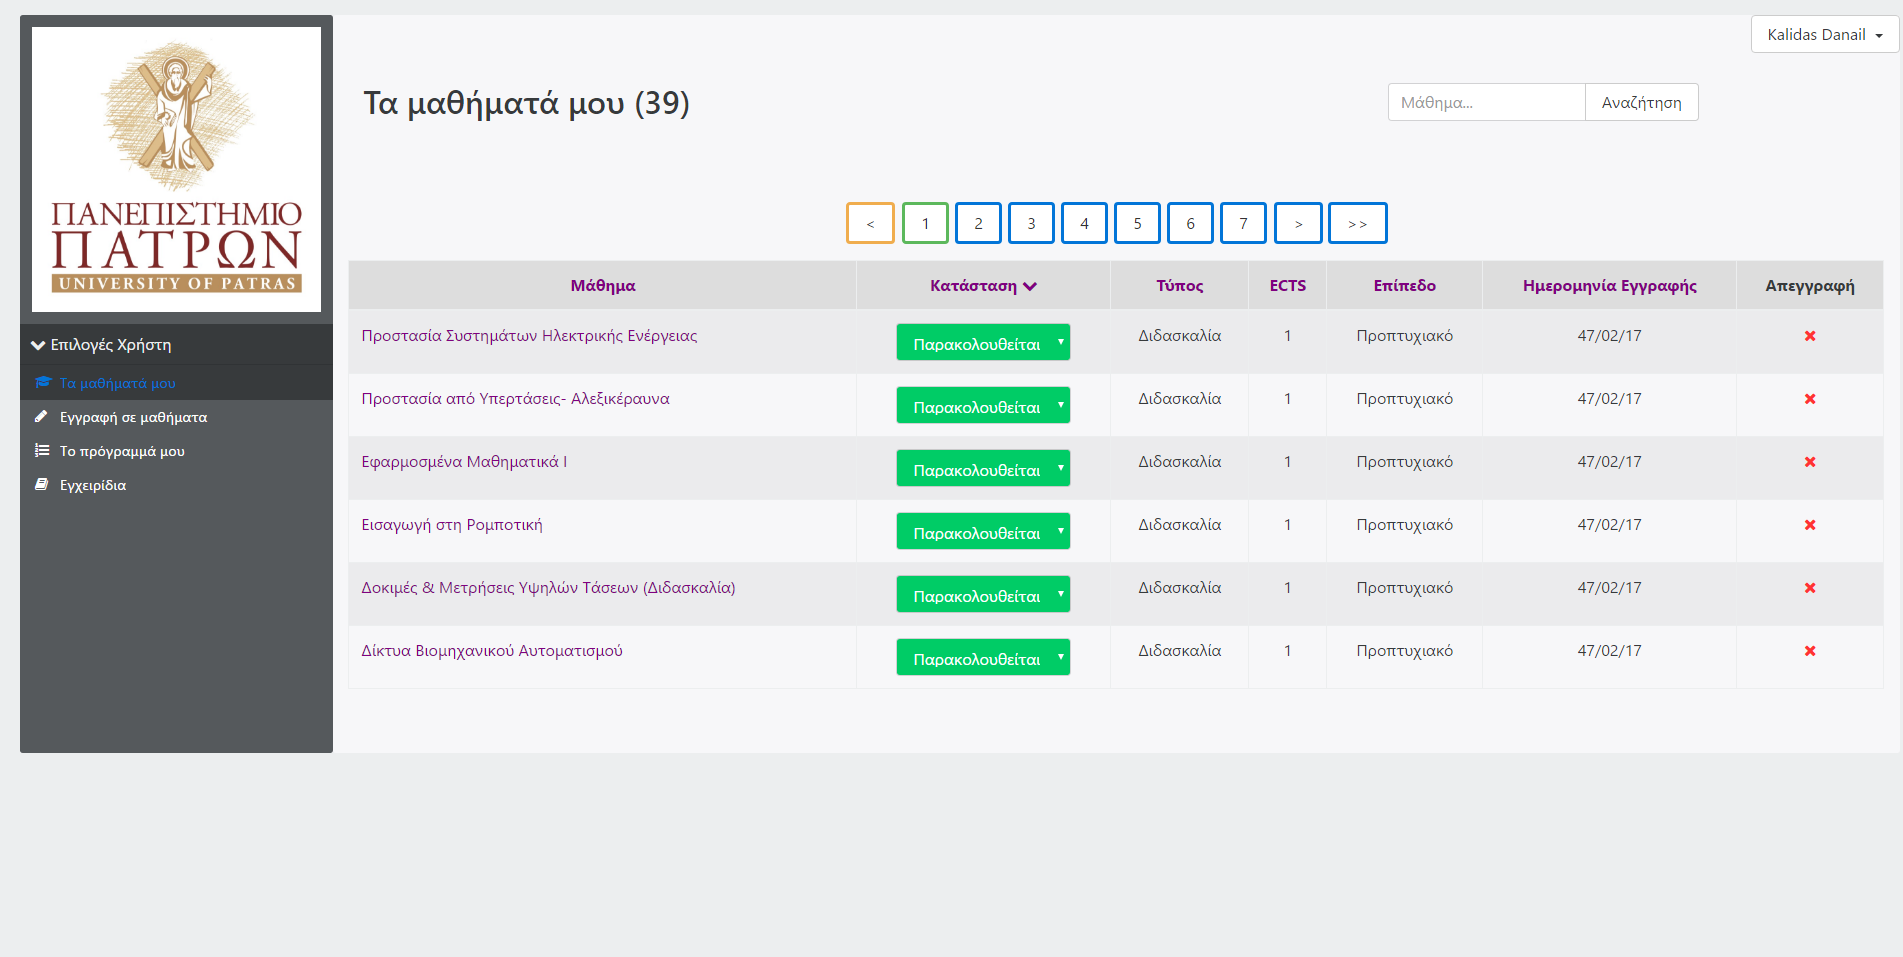 Kalidas Danail
ΠΑΝΕΠΙΣΤΗΜΙΟ
ΠΑΤΡΩΝ
UNIVERSITY OF PATRAS
Επιλογές Χρήστη
Τα μαθήματά μου
Εγγραφή σε μαθήματα
Το πρόγραμμά μου
Εγχειρίδια
Τα μαθήματά μου (39)
Μάθημα... Αναζήτηση
< 1 2 3 4 5 6 7 > >>
Μάθημα Κατάσταση Τύπος ECTS Επίπεδο Ημερομηνία Εγγραφής Απεγγραφή
Προστασία Συστημάτων Ηλεκτρικής Ενέργειας Παρακολουθείται Διδασκαλία 1 Προπτυχιακό 47/02/17
Προστασία από Υπερτάσεις- Αλεξικέραυνα Παρακολουθείται Διδασκαλία 1 Προπτυχιακό 47/02/17
Εφαρμοσμένα Μαθηματικά Ι Παρακολουθείται Διδασκαλία 1 Προπτυχιακό 47/02/17
Εισαγωγή στη Ρομποτική Παρακολουθείται Διδασκαλία 1 Προπτυχιακό 47/02/17
Δοκιμές & Μετρήσεις Υψηλών Τάσεων (Διδασκαλία) Παρακολουθείται Διδασκαλία 1 Προπτυχιακό 47/02/17
Δίκτυα Βιομηχανικού Αυτοματισμού Παρακολουθείται Διδασκαλία 1 Προπτυχιακό 47/02/17